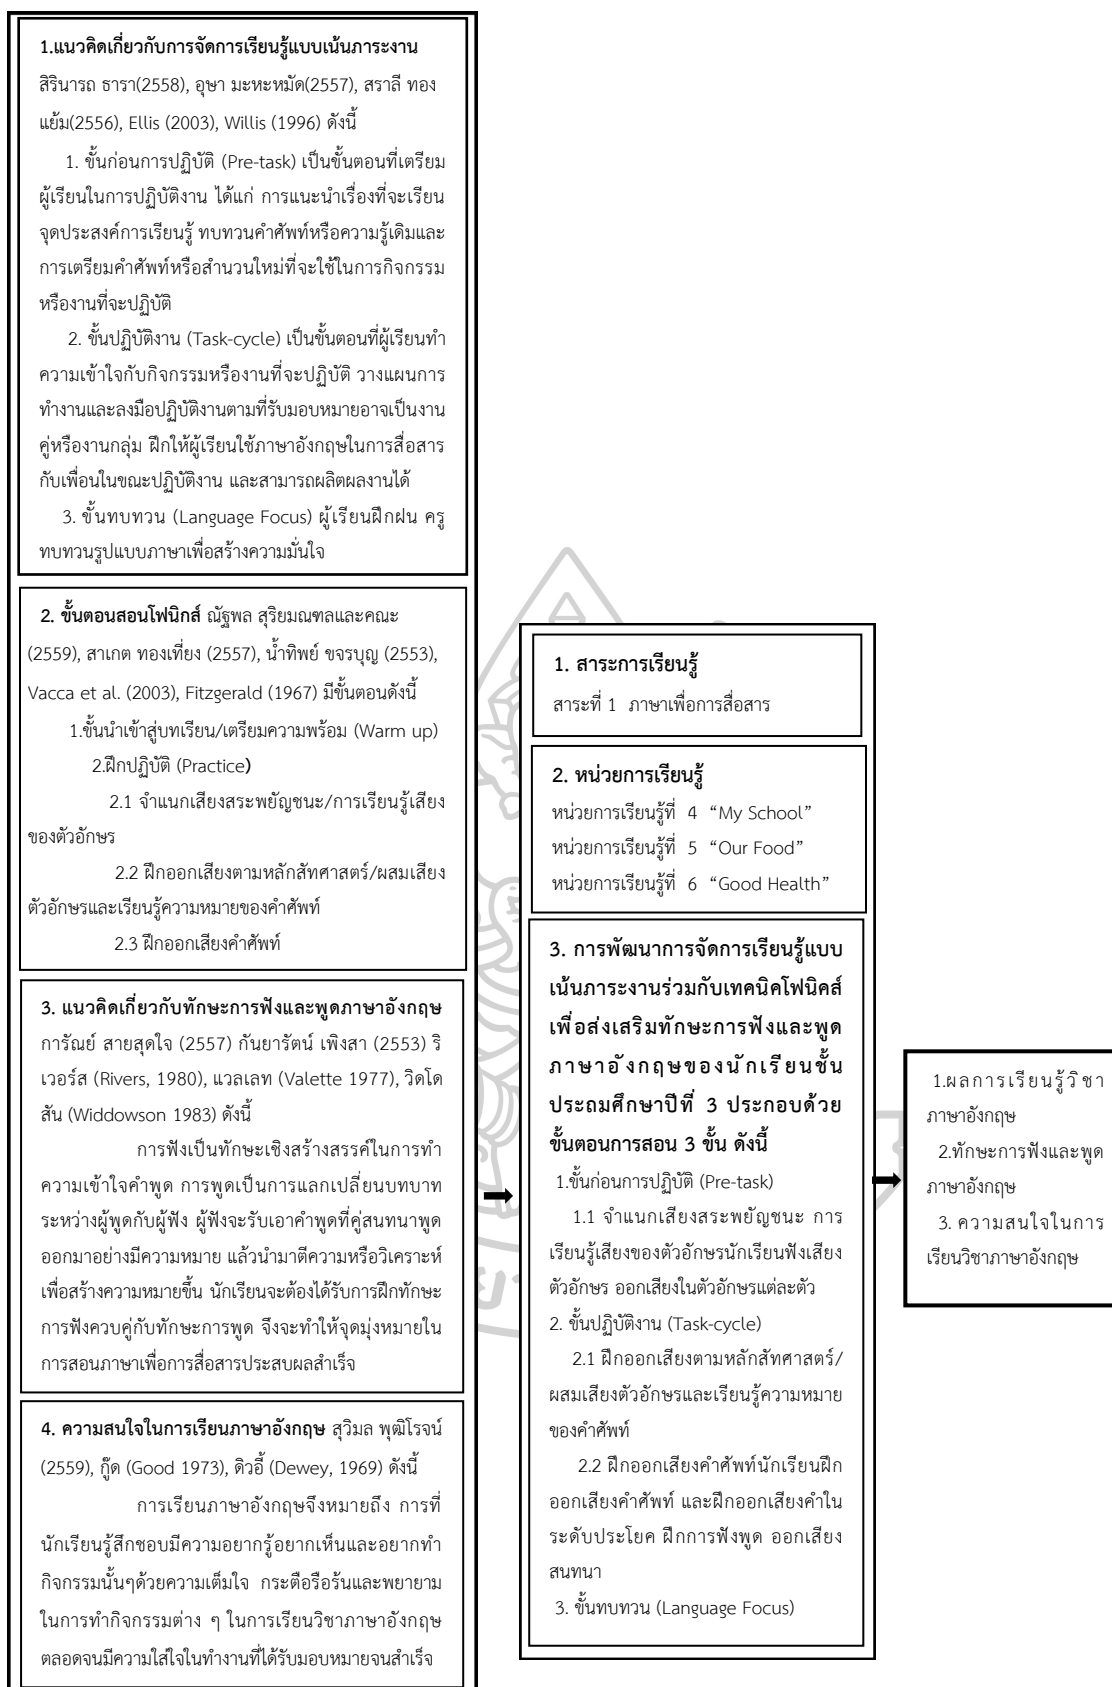 1.แนวคิดเกี่ยวกับการจัดการเรียนรู้แบบเน้นภาระงาน
สิรินารถ ธารา(2558), อุษา มะหะหมัด(2557), สราลี ทอง
แย้ม(2556), Ellis (2003), Willis (1996) ดังนี้
1. ขั้นก่อนการปฏิบัติ (Pre-task) เป็นขั้นตอนที่เตรียม
ผู้เรียนในการปฏิบัติงาน ได้แก่ การแนะนำเรื่องที่จะเรียน
จุดประสงค์การเรียนรู้ ทบทวนคำศัพท์หรือความรู้เดิมและ
การเตรียมคำศัพท์หรือสำนวนใหม่ที่จะใช้ในการกิจกรรม
หรืองานที่จะปฏิบัติ
2. ขั้นปฏิบัติงาน (Task-cycle) เป็นขั้นตอนที่ผู้เรียนทำ
ความเข้าใจกับกิจกรรมหรืองานที่จะปฏิบัติ วางแผนการ
ทำงานและลงมือปฏิบัติงานตามที่รับมอบหมายอาจเป็นงาน
คู่หรืองานกลุ่ม ฝึกให้ผู้เรียนใช้ภาษาอังกฤษในการสื่อสาร
กับเพื่อนในขณะปฏิบัติงาน และสามารถผลิตผลงานได้
3. ขั้นทบทวน (Language Focus) ผู้เรียนฝึกฝน ครู
ทบทวนรูปแบบภาษาเพื่อสร้างความมั่นใจ
2. ขั้นตอนสอนโฟนิกส์ ณัฐพล สุริยมณฑลและคณะ
(2559), สาเกต ทองเที่ยง (2557), น้ำทิพย์ ขจรบุญ (2553),
Vacca et al. (2003), Fitzgerald (1967) มีขั้นตอนดังนี้
1.ขั้นนำเข้าสู่บทเรียน/เตรียมความพร้อม (Warm up)
2.ฝึกปฏิบัติ (Practice)
2.1 จำแนกเสียงสระพยัญชนะ/การเรียนรู้เสียง
ของตัวอักษร
2.2 ฝึกออกเสียงตามหลักสัทศาสตร์/ผสมเสียง
ตัวอักษรและเรียนรู้ความหมายของคำศัพท์
2.3 ฝึกออกเสียงคำศัพท์
3. แนวคิดเกี่ยวกับทักษะการฟังและพูดภาษาอังกฤษ
การัณย์ สายสุดใจ (2557) กันยารัตน์ เพิงสา (2553) ริ
เวอร์ส (Rivers, 1980), แวลเลท (Valette 1977), วิดโด
สัน (Widdowson 1983) ดังนี้
การฟังเป็นทักษะเชิงสร้างสรรค์ในการทำ
ความเข้าใจคำพูด การพูดเป็นการแลกเปลี่ยนบทบาท
ระหว่างผู้พูดกับผู้ฟัง ผู้ฟังจะรับเอาคำพูดที่คู่สนทนาพูด
ออกมาอย่างมีความหมาย แล้วนำมาตีความหรือวิเคราะห์
เพื่อสร้างความหมายขึ้น นักเรียนจะต้องได้รับการฝึกทักษะ
การฟังควบคู่กับทักษะการพูด จึงจะทำให้จุดมุ่งหมายใน
การสอนภาษาเพื่อการสื่อสารประสบผลสำเร็จ
4. ความสนใจในการเรียนภาษาอังกฤษ สุวิมล พุฒิโรจน์
(2559), กู๊ด (Good 1973), ดิวอี้ (Dewey, 1969) ดังนี้
การเรียนภาษาอังกฤษจึงหมายถึง การที่
นักเรียนรู้สึกชอบมีความอยากรู้อยากเห็นและอยากทำ
กิจกรรมนั้นๆด้วยความเต็มใจ กระตือรือร้นและพยายาม
ในการทำกิจกรรมต่าง ๆ ในการเรียนวิชาภาษาอังกฤษ
ตลอดจนมีความใส่ใจในทำงานที่ได้รับมอบหมายจนสำเร็จ
1. สาระการเรียนรู้
สาระที่ 1 ภาษาเพื่อการสื่อสาร
2. หน่วยการเรียนรู้
หน่วยการเรียนรู้ที่ 4 “My School”
หน่วยการเรียนรู้ที่ 5 “Our Food”
หน่วยการเรียนรู้ที่ 6 “Good Health”
3. การพัฒนาการจัดการเรียนรู้แบบ
เน้นภาระงานร่วมกับเทคนิคโฟนิคส์
เพื่อส่งเสริมทักษะการฟังและพูด
ภาษาอังกฤษของนักเรียนชั้น
ประถมศึกษาปีที่ 3 ประกอบด้วย
ขั้นตอนการสอน 3 ขั้น ดังนี้
1.ขั้นก่อนการปฏิบัติ (Pre-task)
1.1 จำแนกเสียงสระพยัญชนะ การ
เรียนรู้เสียงของตัวอักษรนักเรียนฟังเสียง
ตัวอักษร ออกเสียงในตัวอักษรแต่ละตัว
2. ขั้นปฏิบัติงาน (Task-cycle)
2.1 ฝึกออกเสียงตามหลักสัทศาสตร์/
ผสมเสียงตัวอักษรและเรียนรู้ความหมาย
ของคำศัพท์
2.2 ฝึกออกเสียงคำศัพท์นักเรียนฝึก
ออกเสียงคำศัพท์ และฝึกออกเสียงคำใน
ระดับประโยค ฝึกการฟังพูด ออกเสียง
สนทนา
3. ขั้นทบทวน (Language Focus)
1.ผลการเรียนรู้วิชา
ภาษาอังกฤษ
2.ทักษะการฟังและพูด
ภาษาอังกฤษ
3. ความสนใจในการ
เรียนวิชาภาษาอังกฤษ